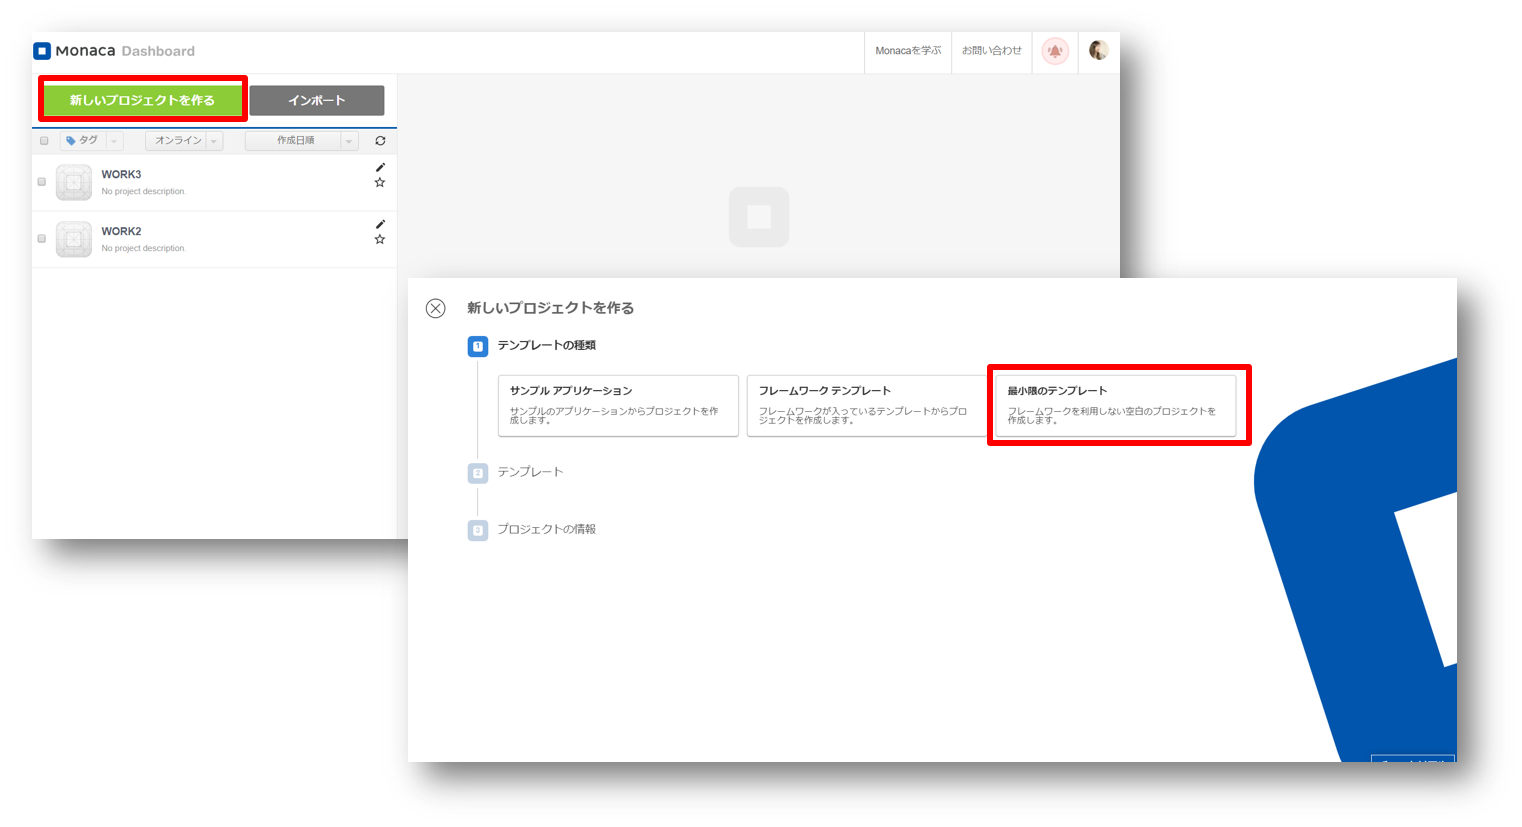 Monaca Dashboard
Monacaを学ぶ
お問い合わせ
新しいプロジェクトを作る
インポート
タグ
オンライン
作成日順
WORK3
No project description.
WORK2
No project description.
新しいプロジェクトを作る
1 テンプレートの種類
サンプル アプリケーション
サンプルのアプリケーションからプロジェクトを作
成します。
フレームワーク テンプレート
フレームワークが入っているテンプレートからプロ
ジェクトを作成します。
最小限のテンプレート
フレームワークを利用しない空白のプロジェクトを
作成します。
2 テンプレート
3 プロジェクトの情報